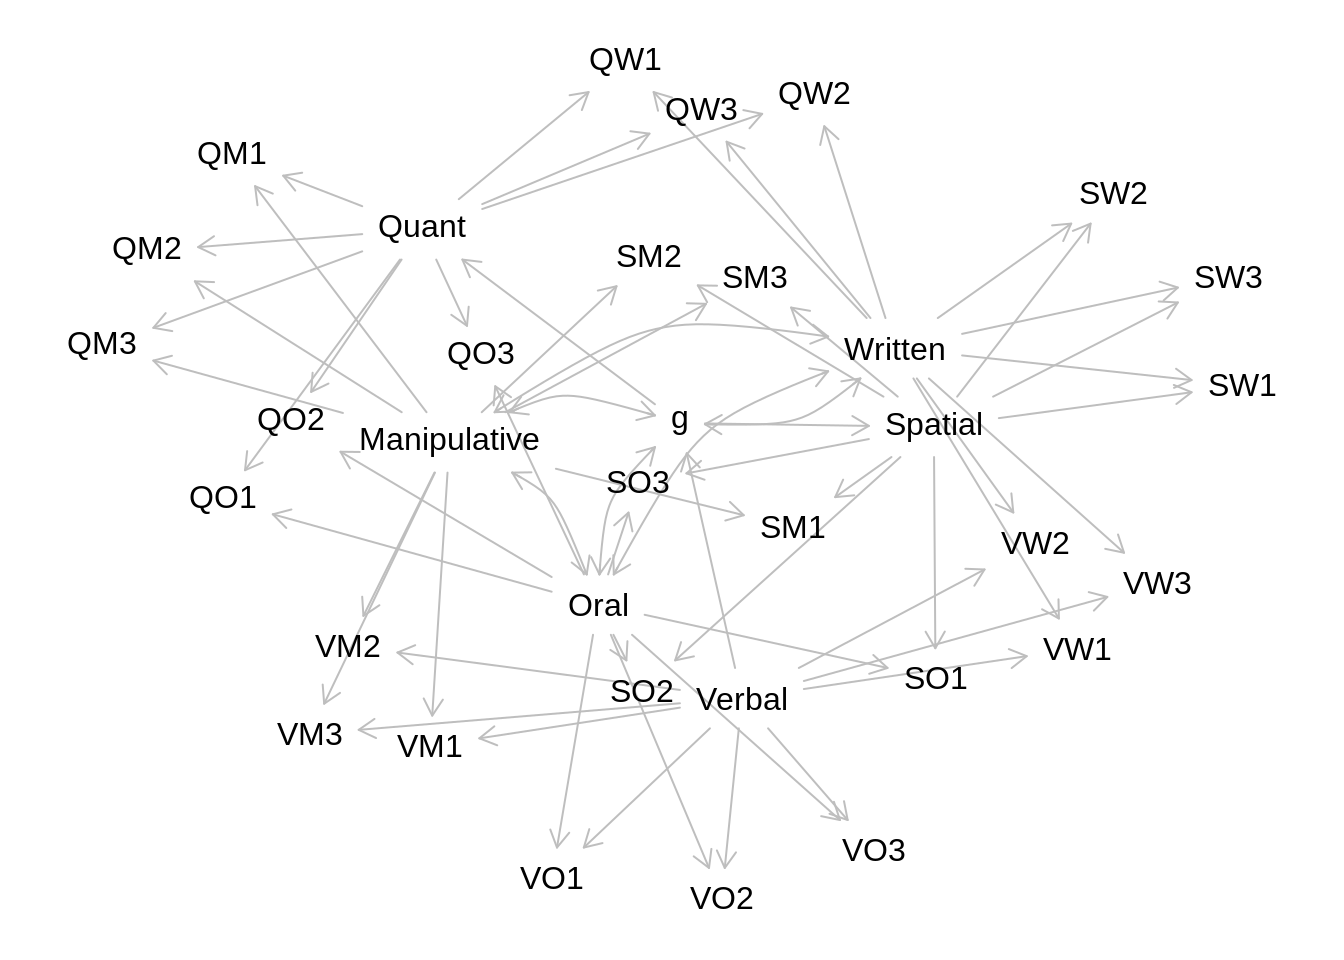 QW1
QW2
QW3
QM1
SW2
Quant
QM2
SM2
SM3
SW3
QM3
QO3
Written
SW1
QO2
g
Spatial
Manipulative
SO3
QO1
SM1
VW2
VW3
Oral
VM2
VW1
SO1
SO2
Verbal
VM3
VM1
VO3
VO1
VO2